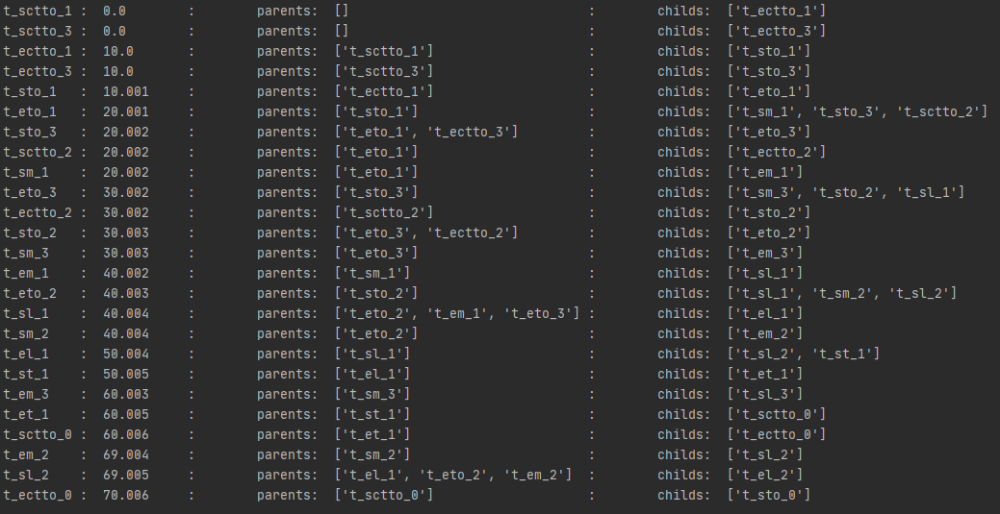 t_sctto_1 : 0.0 : parents: [] : childs: ['t_ectto_1']
t_sctto_3 : 0.0 : parents: [] : childs: ['t_ectto_3']
t_ectto_1 : 10.0 : parents: ['t_sctto_1'] : childs: ['t_sto_1']
t_ectto_3 : 10.0 : parents: ['t_sctto_3'] : childs: ['t_sto_3']
t_sto_1 : 10.001 : parents: ['t_ectto_1'] : childs: ['t_eto_1']
t_eto_1 : 20.001 : parents: ['t_sto_1'] : childs: ['t_sm_1', 't_sto_3', 't_sctto_2']
t_sto_3 : 20.002 : parents: ['t_eto_1', 't_ectto_3'] : childs: ['t_eto_3']
t_sctto_2 : 20.002 : parents: ['t_eto_1'] : childs: ['t_ectto_2']
t_sm_1 : 20.002 : parents: ['t_eto_1'] : childs: ['t_em_1']
t_eto_3 : 30.002 : parents: ['t_sto_3'] : childs: ['t_sm_3', 't_sto_2', 't_sl_1']
t_ectto_2 : 30.002 : parents: ['t_sctto_2'] : childs: ['t_sto_2']
t_sto_2 : 30.003 : parents: ['t_eto_3', 't_ectto_2'] : childs: ['t_eto_2']
t_sm_3 : 30.003 : parents: ['t_eto_3'] : childs: ['t_em_3']
t_em_1 : 40.002 : parents: ['t_sm_1'] : childs: ['t_sl_1']
t_eto_2 : 40.003 : parents: ['t_sto_2'] : childs: ['t_sl_1', 't_sm_2', 't_sl_2']
t_sl_1 : 40.004 : parents: ['t_eto_2', 't_em_1', 't_eto_3'] : childs: ['t_el_1']
t_sm_2 : 40.004 : parents: ['t_eto_2'] : childs: ['t_em_2']
t_el_1 : 50.004 : parents: ['t_sl_1'] : childs: ['t_sl_2', 't_st_1']
t_st_1 : 50.005 : parents: ['t_el_1'] : childs: ['t_et_1']
t_em_3 : 60.003 : parents: ['t_sm_3'] : childs: ['t_sl_3']
t_et_1 : 60.005 : parents: ['t_st_1'] : childs: ['t_sctto_0']
t_sctto_0 : 60.006 : parents: ['t_et_1'] : childs: ['t_ectto_0']
t_em_2 : 69.004 : parents: ['t_sm_2'] : childs: ['t_sl_2']
t_sl_2 : 69.005 : parents: ['t_el_1', 't_eto_2', 't_em_2'] : childs: ['t_el_2']
t_ectto_0 : 70.006 : parents: ['t_sctto_0'] : childs: ['t_sto_0']